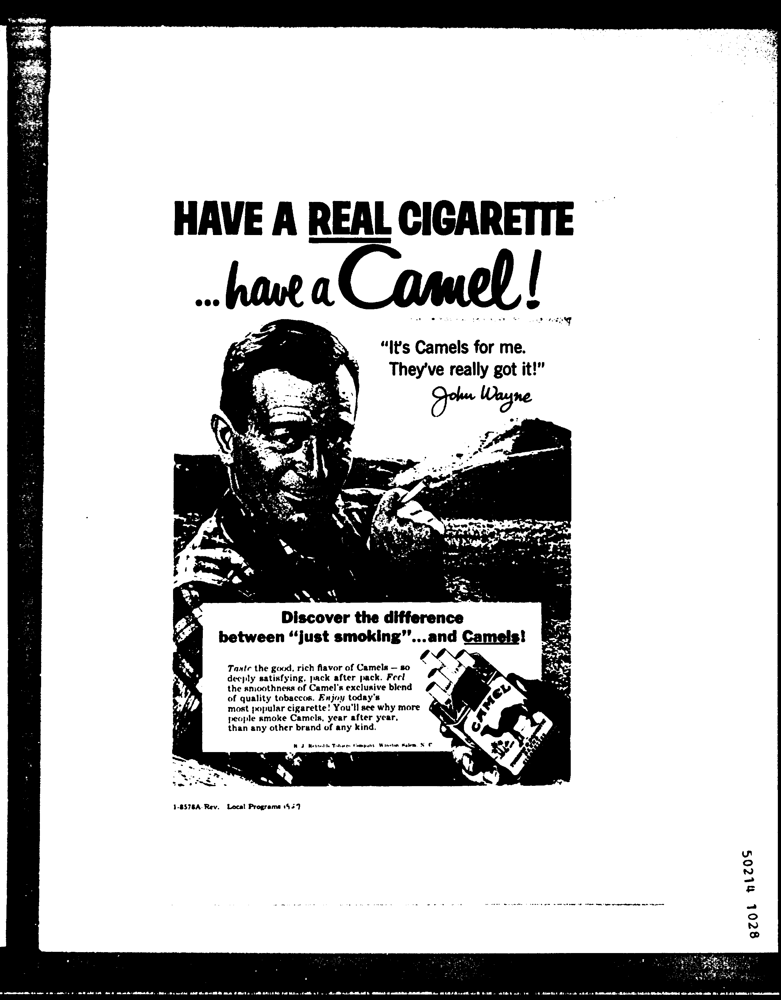 HAVE A REAL CIGARETTE
...have a Camel!
"It's Camels for me.
They've really got it!"
John Wayne
Discover the difference
between "just smoking"...and Camels!
Taste the good, rich flavor of Camels — so
deeply satisfying, pack after pack. Feel
the smoothness of Camel's exclusive blend
of quality tobaccos. Enjoy today's
most popular cigarette! You'll see why more
people smoke Camels, year after year,
than any other brand of any kind.
CAMEL
R. J. Reynolds Tobacco Company, Winston-Salem, N. C.
1-8578A Rev. Local Programs
50214 1028